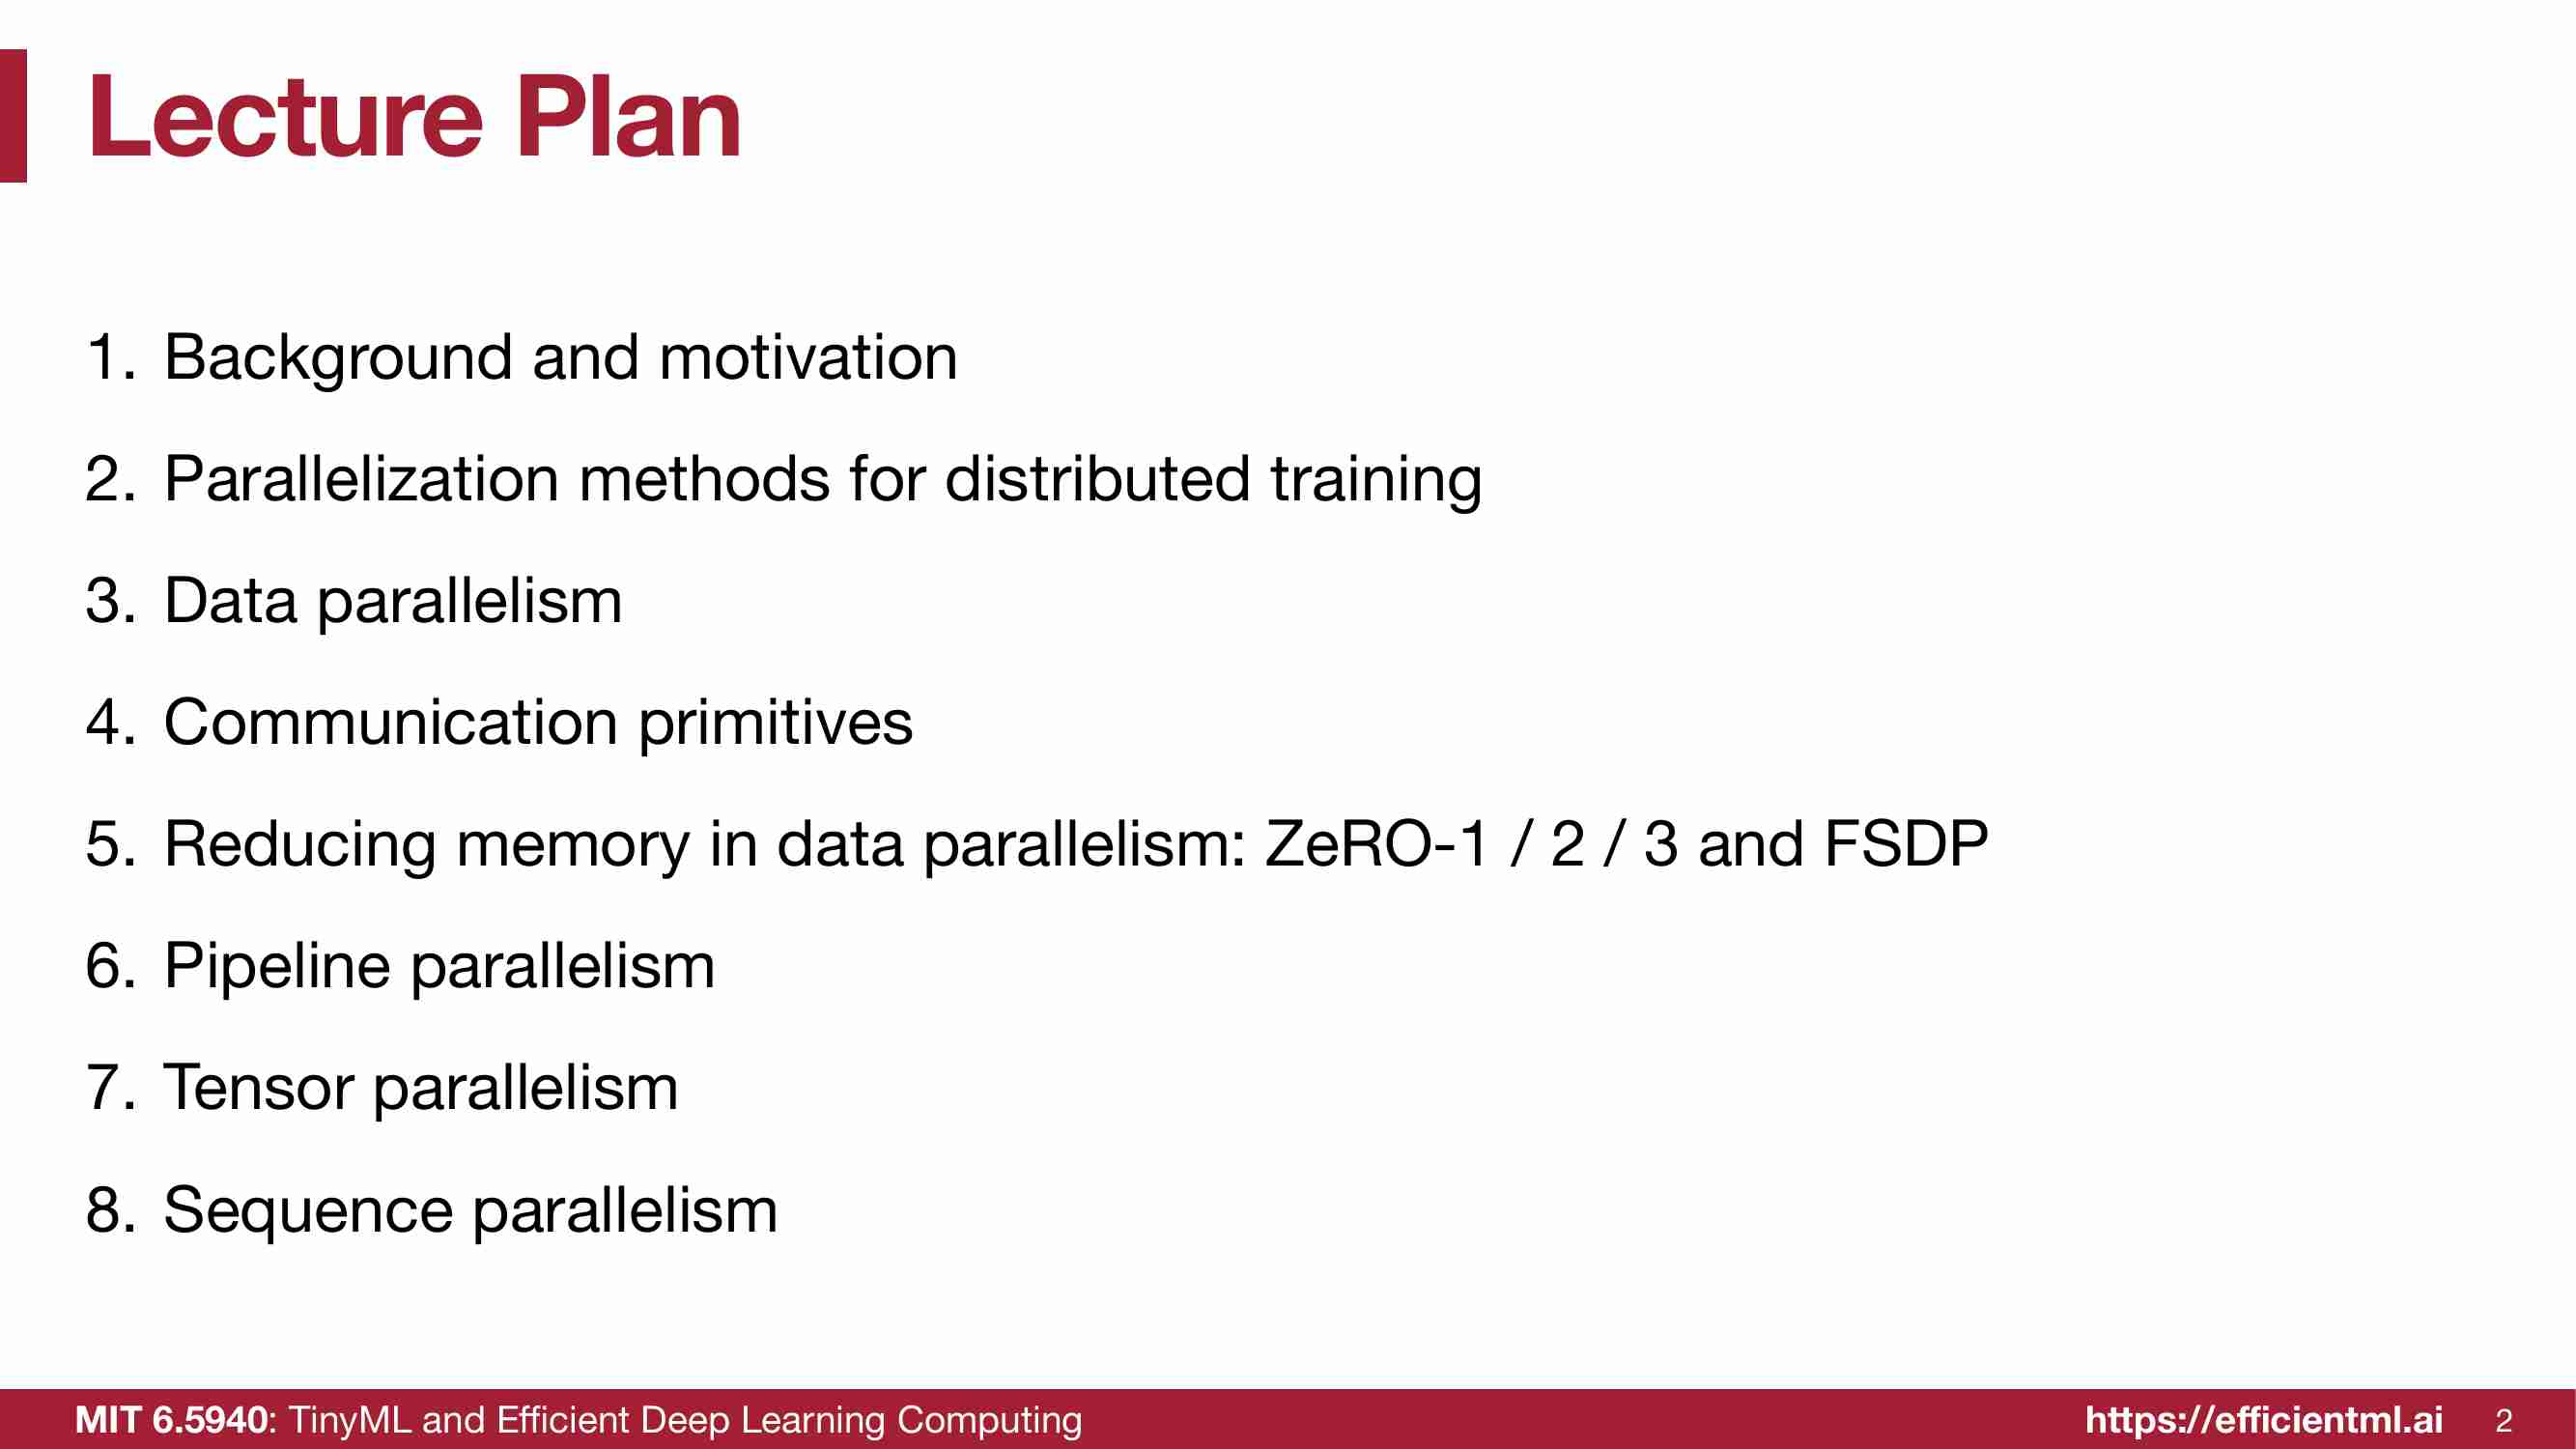 Lecture Plan
1. Background and motivation
2. Parallelization methods for distributed training
3. Data parallelism
4. Communication primitives
5. Reducing memory in data parallelism: ZeRO-1 / 2 / 3 and FSDP
6. Pipeline parallelism
7. Tensor parallelism
8. Sequence parallelism
MIT 6.5940: TinyML and Efficient Deep Learning Computing
https://efficientml.ai 2